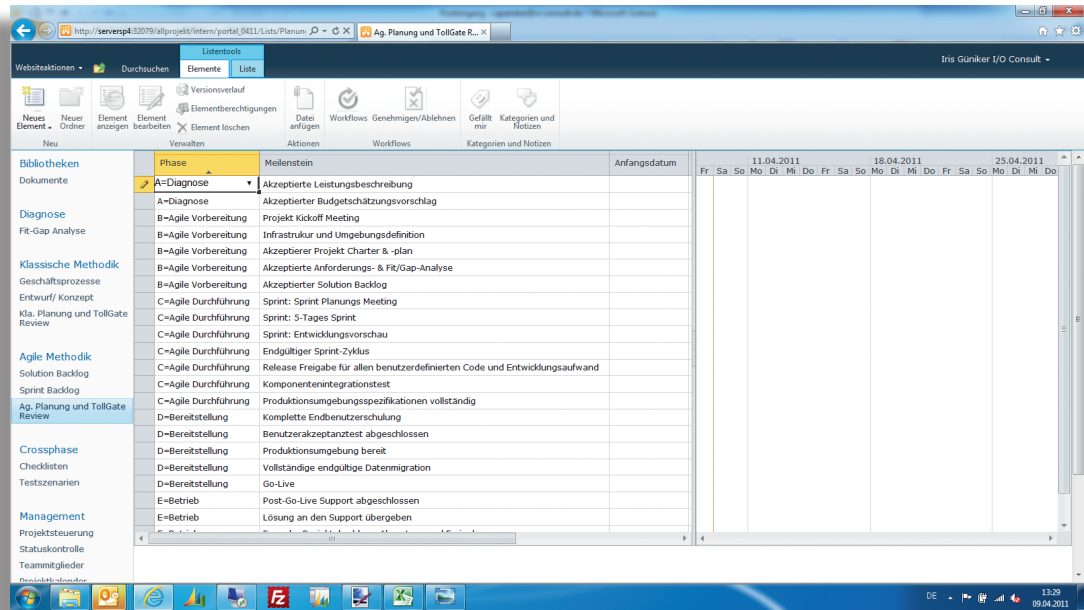 http://serversp4:32079/allprojekt/intern/portal_0411/Lists/Planun
Ag. Planung und TollGate R...
Listentools
Websiteaktionen
Durchsuchen
Elemente
Liste
Iris Güniker I/O Consult
Neues Element
Neuer Ordner
Element anzeigen
Element bearbeiten
Versionsverlauf
Elementberechtigungen
Element löschen
Datei anfügen
Workflows
Genehmigen/Ablehnen
Gefällt mir
Kategorien und Notizen
Neu
Verwalten
Aktionen
Workflows
Kategorien und Notizen
Bibliotheken
Dokumente
Diagnose
Fit-Gap Analyse
Klassische Methodik
Geschäftsprozesse
Entwurf/ Konzept
Kla. Planung und TollGate
Review
Agile Methodik
Solution Backlog
Sprint Backlog
Ag. Planung und TollGate
Review
Crossphase
Checklisten
Testszenarien
Management
Projektsteuerung
Statuskontrolle
Teammitglieder
Projektkalender
Phase Meilenstein Anfangsdatum
A=Diagnose Akzeptierte Leistungsbeschreibung
A=Diagnose Akzeptierter Budgetschätzungsvorschlag
B=Agile Vorbereitung Projekt Kickoff Meeting
B=Agile Vorbereitung Infrastrukur und Umgebungsdefinition
B=Agile Vorbereitung Akzeptierer Projekt Charter & -plan
B=Agile Vorbereitung Akzeptierte Anforderungs- & Fit/Gap-Analyse
B=Agile Vorbereitung Akzeptierter Solution Backlog
C=Agile Durchführung Sprint: Sprint Planungs Meeting
C=Agile Durchführung Sprint: 5-Tages Sprint
C=Agile Durchführung Sprint: Entwicklungsvorschau
C=Agile Durchführung Endgültiger Sprint-Zyklus
C=Agile Durchführung Release Freigabe für allen benutzerdefinierten Code und Entwicklungsaufwand
C=Agile Durchführung Komponentenintegrationstest
C=Agile Durchführung Produktionsumgebungsspezifikationen vollständig
D=Bereitstellung Komplette Endbenutzerschulung
D=Bereitstellung Benutzerakzeptanztest abgeschlossen
D=Bereitstellung Produktionsumgebung bereit
D=Bereitstellung Vollständige endgültige Datenmigration
D=Bereitstellung Go-Live
E=Betrieb Post-Go-Live Support abgeschlossen
E=Betrieb Lösung an den Support übergeben
11.04.2011 18.04.2011 25.04.2011
Fr Sa So Mo Di Mi Do Fr Sa So Mo Di Mi Do Fr Sa So Mo Di Mi Do
DE
13:29
09.04.2011